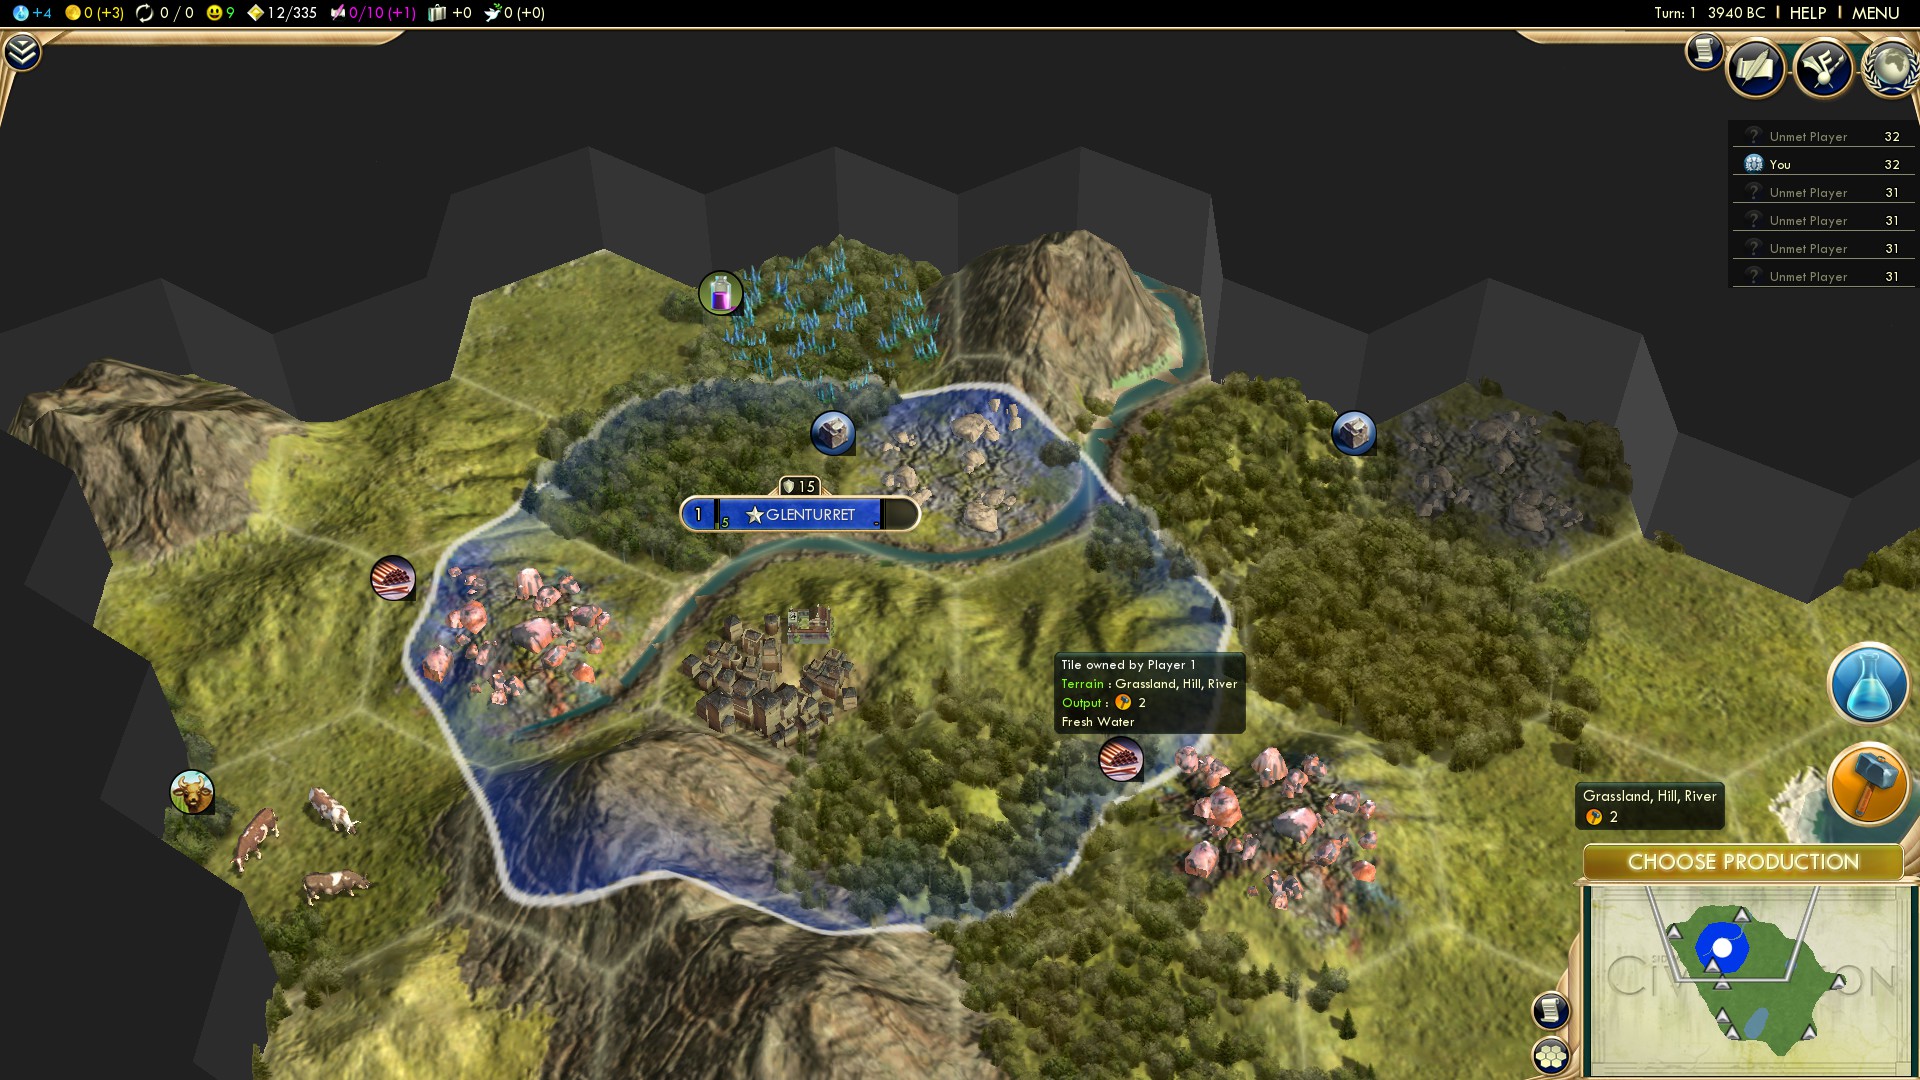 +4 0 (+3) 0 / 0 9 12/335 0/10 (+1) +0 0 (+0)
Turn: 1 3940 BC | HELP | MENU
Unmet Player 32
You 32
Unmet Player 31
Unmet Player 31
Unmet Player 31
Unmet Player 31
15
1 5 GLENTURRET -
Tile owned by Player 1
Terrain : Grassland, Hill, River
Output : 2
Fresh Water
Grassland, Hill, River
2
CHOOSE PRODUCTION